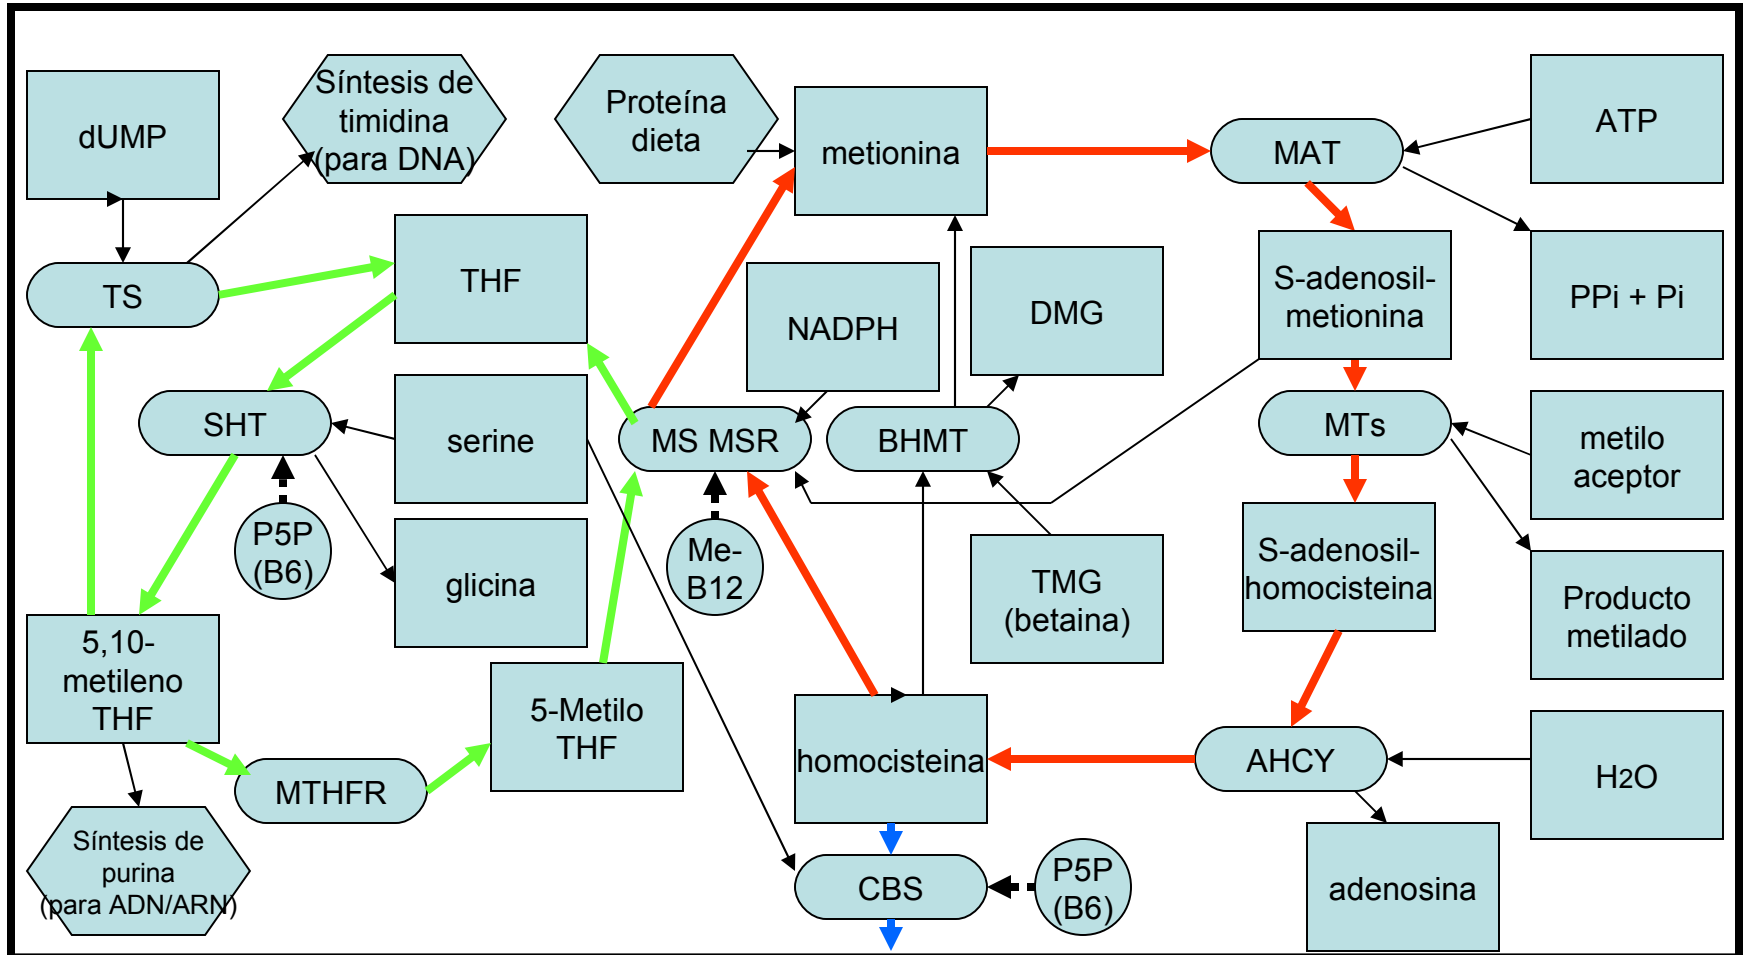 dUMP
Síntesis de
timidina
(para DNA)
Proteína
dieta
metionina
MAT
ATP
TS
THF
NADPH
DMG
S-adenosil-
metionina
PPi + Pi
SHT
serine
MS MSR
BHMT
MTs
metilo
aceptor
P5P
(B6)
glicina
Me-
B12
TMG
(betaina)
S-adenosil-
homocisteina
Producto
metilado
5,10-
metileno
THF
5-Metilo
THF
MTHFR
homocisteina
AHCY
H2O
Síntesis de
purina
(para ADN/ARN)
CBS
P5P
(B6)
adenosina